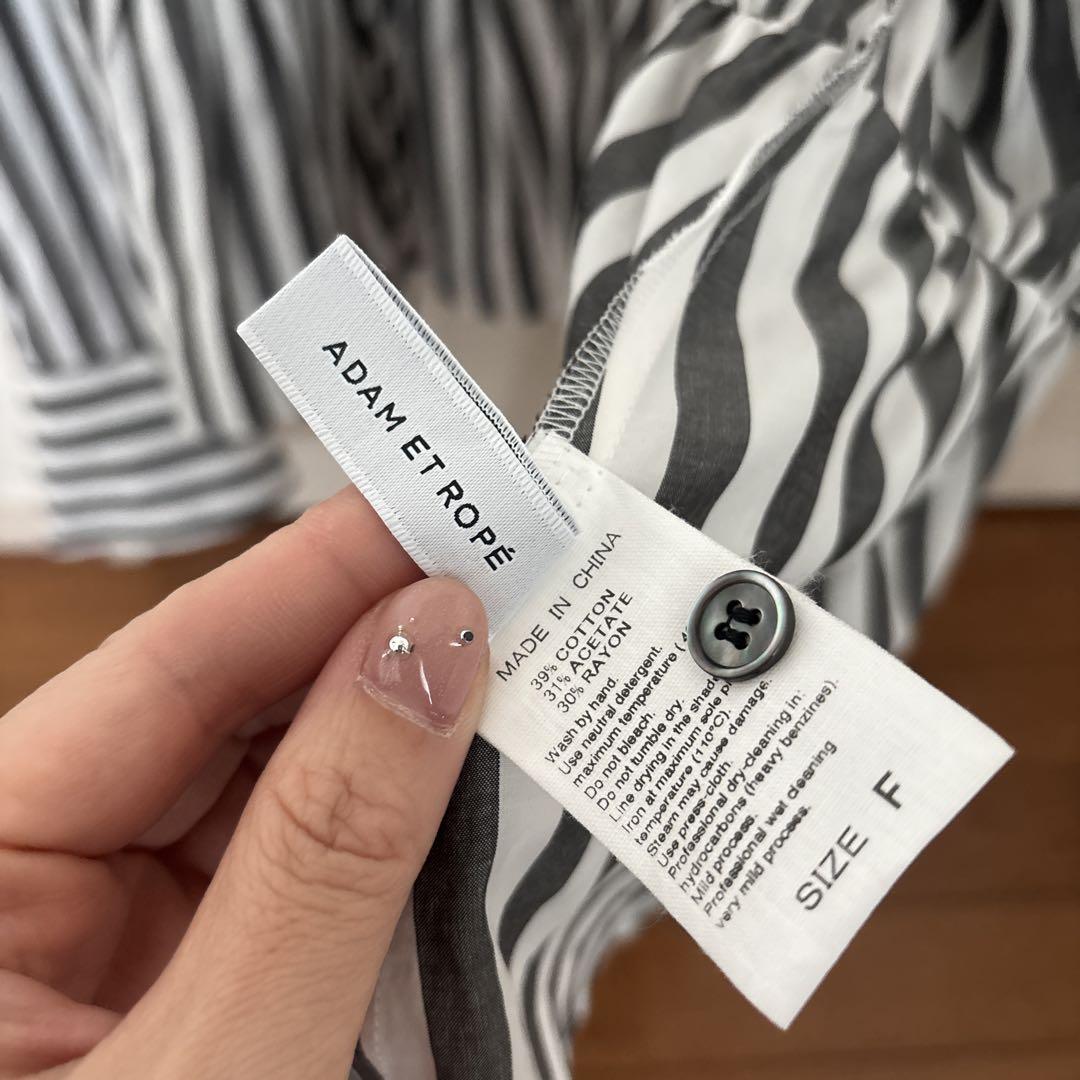 ADAM ET ROPÉ
MADE IN CHINA
39% COTTON
31% ACETATE
30% RAYON
Wash by hand.
Use neutral detergent.
maximum temperature (
Do not bleach.
Do not tumble dry.
Line drying in the shad
Iron at maximum sole p
temperature (110°C).
Steam may cause damage.
Use press-cloth.
Professional dry-cleaning in:
hydrocarbons (heavy benzines).
Mild process.
Professional wet cleaning
very mild process.
SIZE F